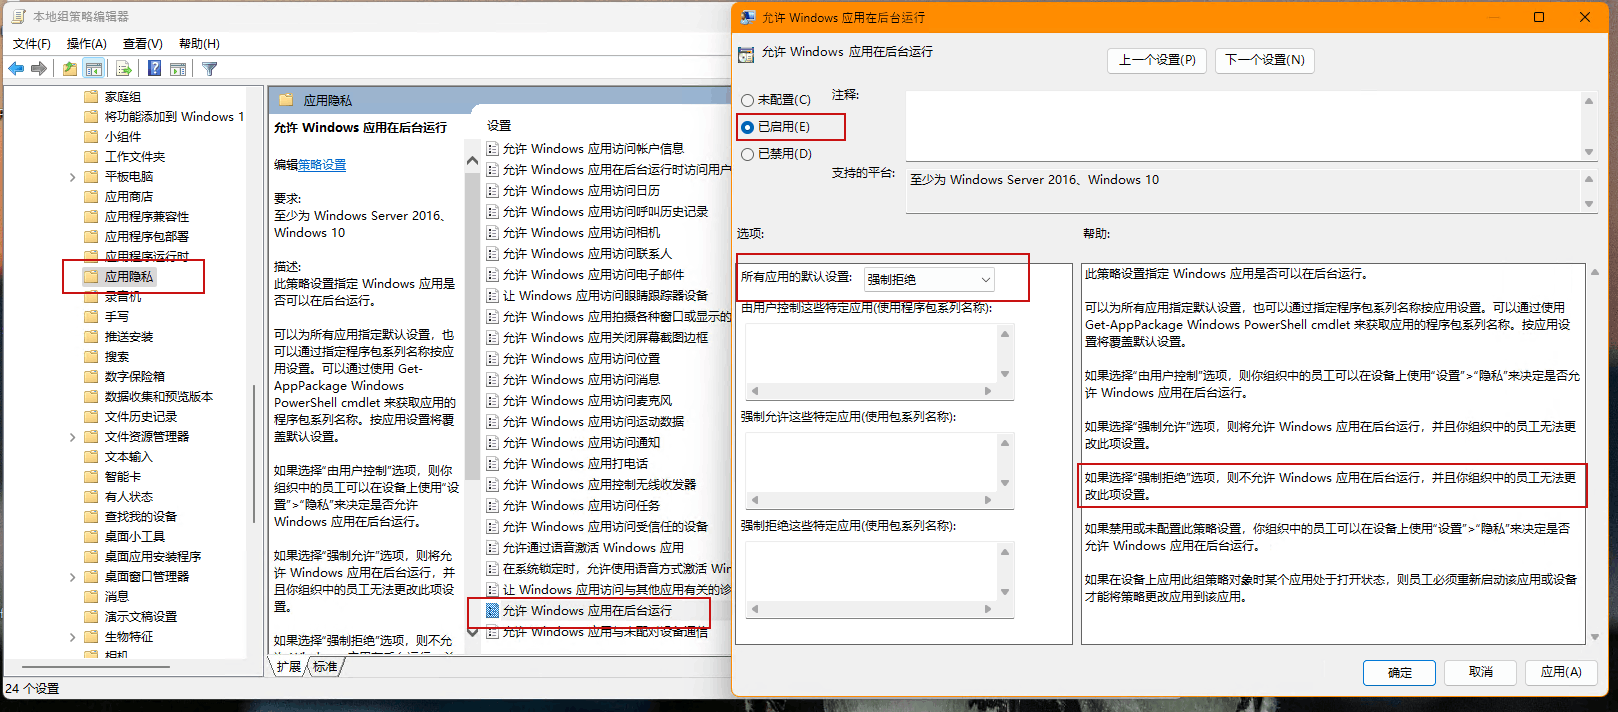 本地组策略编辑器
文件(F) 操作(A) 查看(V) 帮助(H)
家庭组
将功能添加到 Windows 1
小组件
工作文件夹
平板电脑
应用商店
应用程序兼容性
应用程序包部署
应用程序运行时
应用隐私
录音机
手写
推送安装
搜索
数字保险箱
数据收集和预览版本
文件历史记录
文件资源管理器
文本输入
智能卡
有人状态
查找我的设备
桌面小工具
桌面应用安装程序
桌面窗口管理器
消息
演示文稿设置
生物特征
相机
24 个设置
应用隐私
允许 Windows 应用在后台运行
编辑策略设置
要求:
至少为 Windows Server 2016、
Windows 10
描述:
此策略设置指定 Windows 应用是
否可以在后台运行。
可以为所有应用指定默认设置，也
可以通过指定程序包系列名称按应
用设置。可以通过使用 Get-
AppPackage Windows
PowerShell cmdlet 来获取应用的
程序包系列名称。按应用设置将覆
盖默认设置。
如果选择“由用户控制”选项，则你
组织中的员工可以在设备上使用“设
置”>“隐私”来决定是否允许
Windows 应用在后台运行。
如果选择“强制允许”选项，则将允
许 Windows 应用在后台运行，并
且你组织中的员工无法更改此项设
置。
如果选择“强制拒绝”选项，则不允
设置
允许 Windows 应用访问帐户信息
允许 Windows 应用在后台运行时访问用户
允许 Windows 应用访问日历
允许 Windows 应用访问呼叫历史记录
允许 Windows 应用访问相机
允许 Windows 应用访问联系人
允许 Windows 应用访问电子邮件
让 Windows 应用访问眼睛跟踪器设备
允许 Windows 应用拍摄各种窗口或显示的
允许 Windows 应用关闭屏幕截图边框
允许 Windows 应用访问位置
允许 Windows 应用访问消息
允许 Windows 应用访问麦克风
允许 Windows 应用访问运动数据
允许 Windows 应用访问通知
允许 Windows 应用打电话
允许 Windows 应用控制无线收发器
允许 Windows 应用访问任务
允许 Windows 应用访问受信任的设备
允许通过语音激活 Windows 应用
在系统锁定时，允许使用语音方式激活 Win
让 Windows 应用访问与其他应用有关的诊
允许 Windows 应用在后台运行
允许 Windows 应用与未配对设备通信
扩展 标准
允许 Windows 应用在后台运行
允许 Windows 应用在后台运行
上一个设置(P) 下一个设置(N)
未配置(C) 注释:
已启用(E)
已禁用(D)
支持的平台: 至少为 Windows Server 2016、Windows 10
选项: 帮助:
所有应用的默认设置: 强制拒绝
由用户控制这些特定应用(使用程序包系列名称):
强制允许这些特定应用(使用包系列名称):
强制拒绝这些特定应用(使用包系列名称):
此策略设置指定 Windows 应用是否可以在后台运行。
可以为所有应用指定默认设置，也可以通过指定程序包系列名称按应用设置。可以通过使用
Get-AppPackage Windows PowerShell cmdlet 来获取应用的程序包系列名称。按应用设
置将覆盖默认设置。
如果选择“由用户控制”选项，则你组织中的员工可以在设备上使用“设置”>“隐私”来决定是否允
许 Windows 应用在后台运行。
如果选择“强制允许”选项，则将允许 Windows 应用在后台运行，并且你组织中的员工无法更
改此项设置。
如果选择“强制拒绝”选项，则不允许 Windows 应用在后台运行，并且你组织中的员工无法更
改此项设置。
如果禁用或未配置此策略设置，你组织中的员工可以在设备上使用“设置”>“隐私”来决定是否
允许 Windows 应用在后台运行。
如果在设备上应用此组策略对象时某个应用处于打开状态，则员工必须重新启动该应用或设备
才能将策略更改应用到该应用。
确定 取消 应用(A)